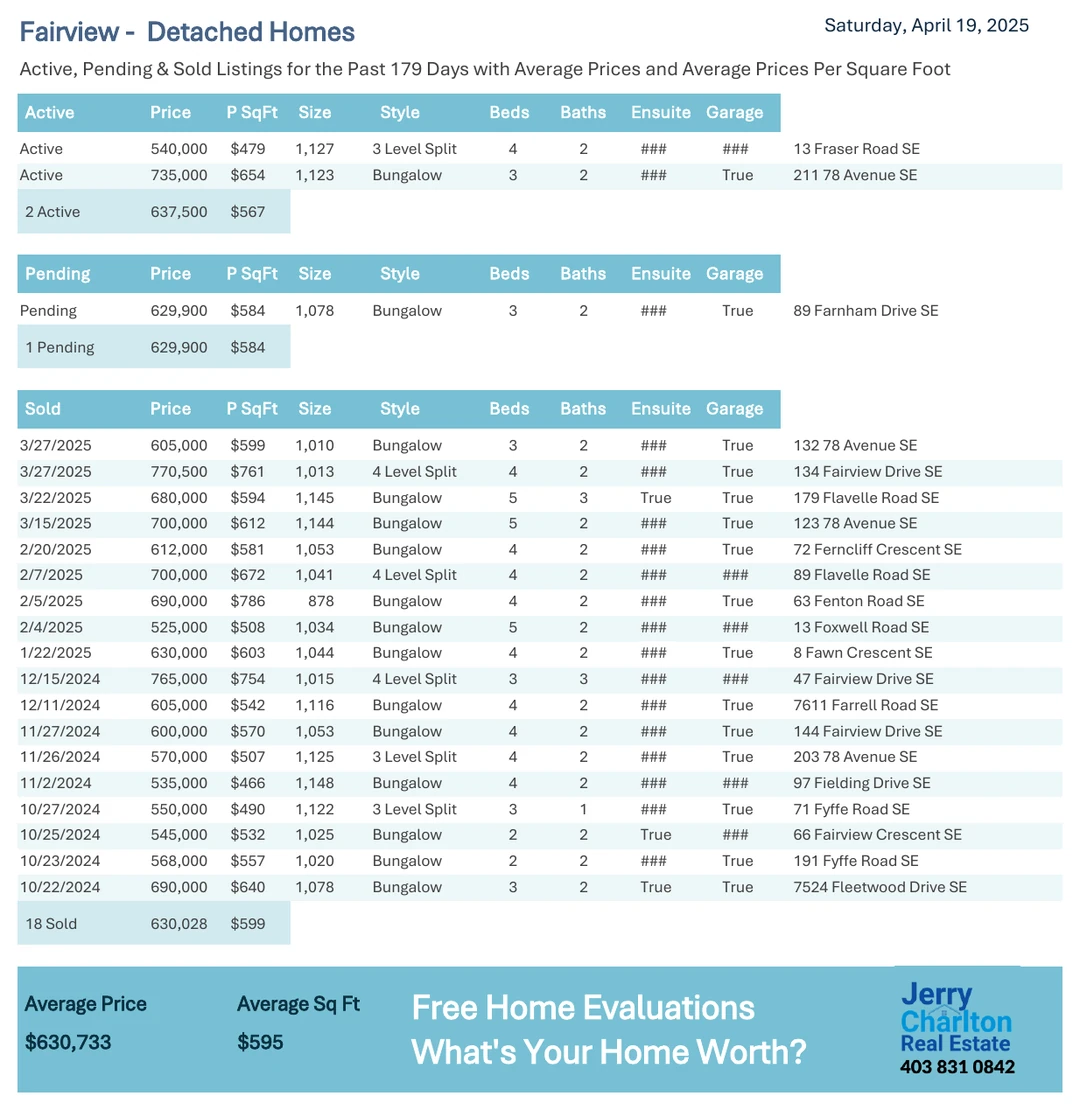 Fairview - Detached Homes
Saturday, April 19, 2025
Active, Pending & Sold Listings for the Past 179 Days with Average Prices and Average Prices Per Square Foot
Active Price P SqFt Size Style Beds Baths Ensuite Garage
Active 540,000 $479 1,127 3 Level Split 4 2 ### ### 13 Fraser Road SE
Active 735,000 $654 1,123 Bungalow 3 2 ### True 211 78 Avenue SE
2 Active 637,500 $567
Pending Price P SqFt Size Style Beds Baths Ensuite Garage
Pending 629,900 $584 1,078 Bungalow 3 2 ### True 89 Farnham Drive SE
1 Pending 629,900 $584
Sold Price P SqFt Size Style Beds Baths Ensuite Garage
3/27/2025 605,000 $599 1,010 Bungalow 3 2 ### True 132 78 Avenue SE
3/27/2025 770,500 $761 1,013 4 Level Split 4 2 ### True 134 Fairview Drive SE
3/22/2025 680,000 $594 1,145 Bungalow 5 3 True True 179 Flavelle Road SE
3/15/2025 700,000 $612 1,144 Bungalow 5 2 ### True 123 78 Avenue SE
2/20/2025 612,000 $581 1,053 Bungalow 4 2 ### True 72 Ferncliff Crescent SE
2/7/2025 700,000 $672 1,041 4 Level Split 4 2 ### ### 89 Flavelle Road SE
2/5/2025 690,000 $786 878 Bungalow 4 2 ### True 63 Fenton Road SE
2/4/2025 525,000 $508 1,034 Bungalow 5 2 ### ### 13 Foxwell Road SE
1/22/2025 630,000 $603 1,044 Bungalow 4 2 ### True 8 Fawn Crescent SE
12/15/2024 765,000 $754 1,015 4 Level Split 3 3 ### ### 47 Fairview Drive SE
12/11/2024 605,000 $542 1,116 Bungalow 4 2 ### True 7611 Farrell Road SE
11/27/2024 600,000 $570 1,053 Bungalow 4 2 ### True 144 Fairview Drive SE
11/26/2024 570,000 $507 1,125 3 Level Split 4 2 ### True 203 78 Avenue SE
11/2/2024 535,000 $466 1,148 Bungalow 4 2 ### ### 97 Fielding Drive SE
10/27/2024 550,000 $490 1,122 3 Level Split 3 1 ### True 71 Fyffe Road SE
10/25/2024 545,000 $532 1,025 Bungalow 2 2 True ### 66 Fairview Crescent SE
10/23/2024 568,000 $557 1,020 Bungalow 2 2 ### True 191 Fyffe Road SE
10/22/2024 690,000 $640 1,078 Bungalow 3 2 True True 7524 Fleetwood Drive SE
18 Sold 630,028 $599
Average Price Average Sq Ft
$630,733 $595
Free Home Evaluations
What's Your Home Worth?
Jerry
Charlton
Real Estate
403 831 0842